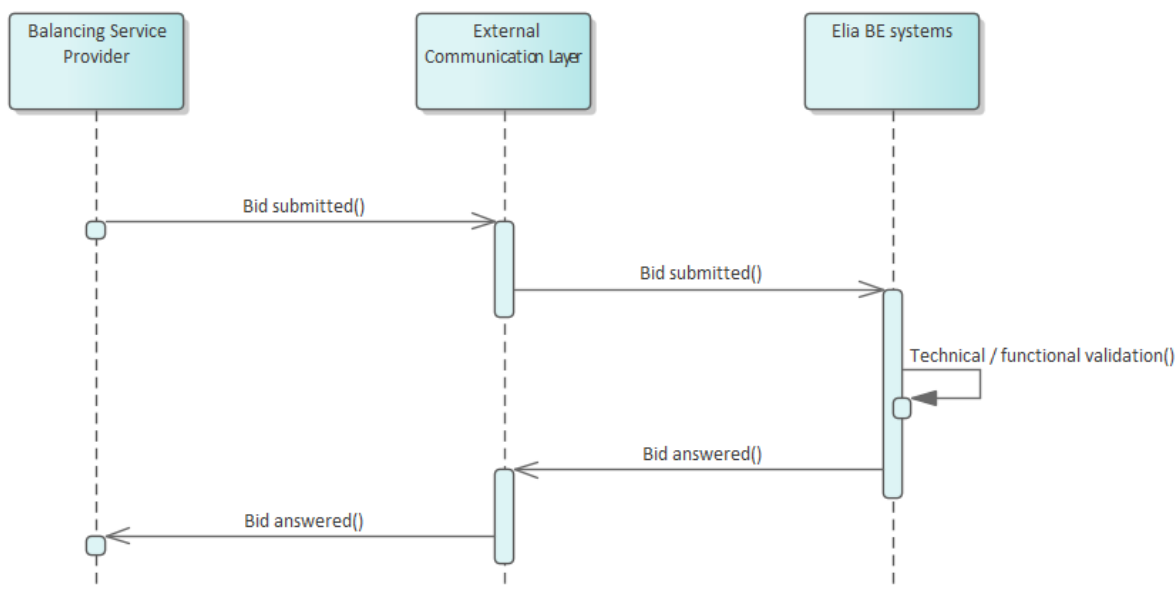 Balancing Service
Provider
External
Communication Layer
Elia BE systems
Bid submitted()
Bid submitted()
Technical / functional validation()
Bid answered()
Bid answered()